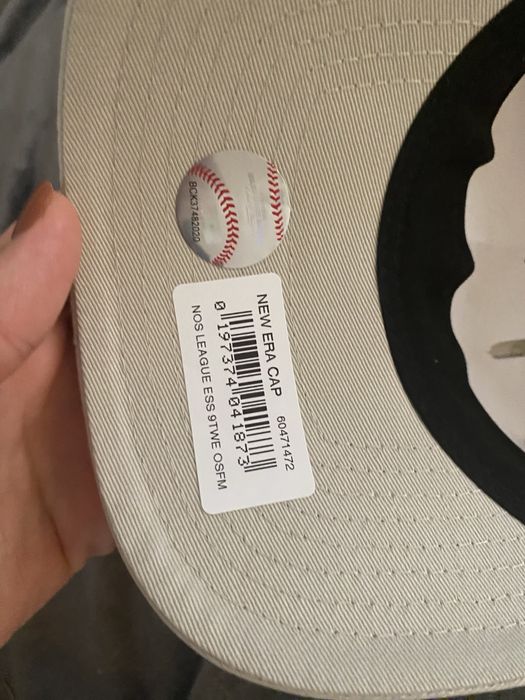 BCK37482020
NEW ERA CAP 60471472
0 197374 041873
NOS LEAGUE ESS 9TWE OSFM